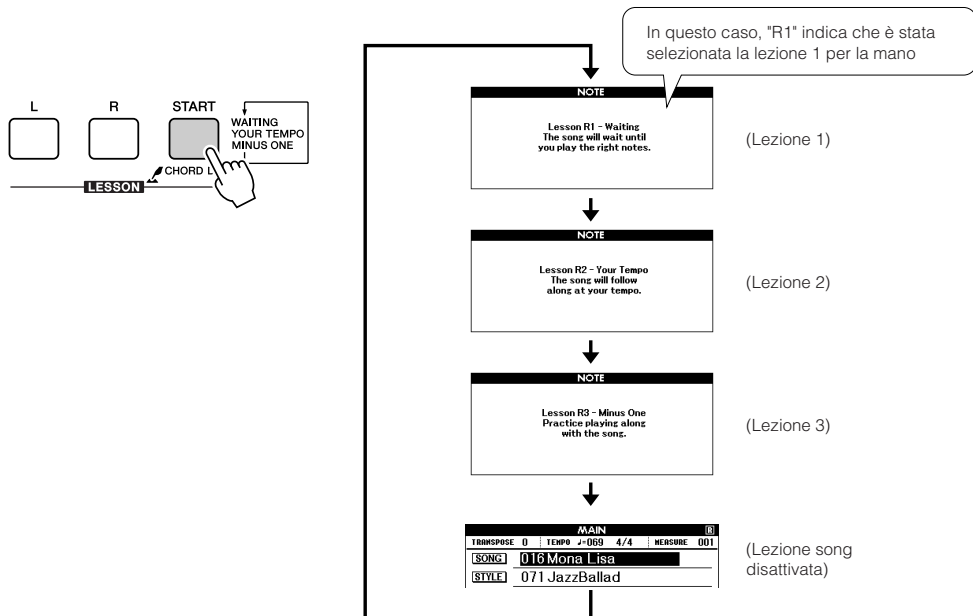 In questo caso, "R1" indica che è stata
selezionata la lezione 1 per la mano
L R START
WAITING
YOUR TEMPO
MINUS ONE
CHORD L
LESSON
NOTE
Lesson R1 - Waiting
The song will wait until
you play the right notes.
(Lezione 1)
NOTE
Lesson R2 - Your Tempo
The song will follow
along at your tempo.
(Lezione 2)
NOTE
Lesson R3 - Minus One
Practice playing along
with the song.
(Lezione 3)
MAIN R
TRANSPOSE 0 TEMPO ♩=069 4/4 MEASURE 001
SONG 016 Mona Lisa
STYLE 071 JazzBallad
(Lezione song
disattivata)